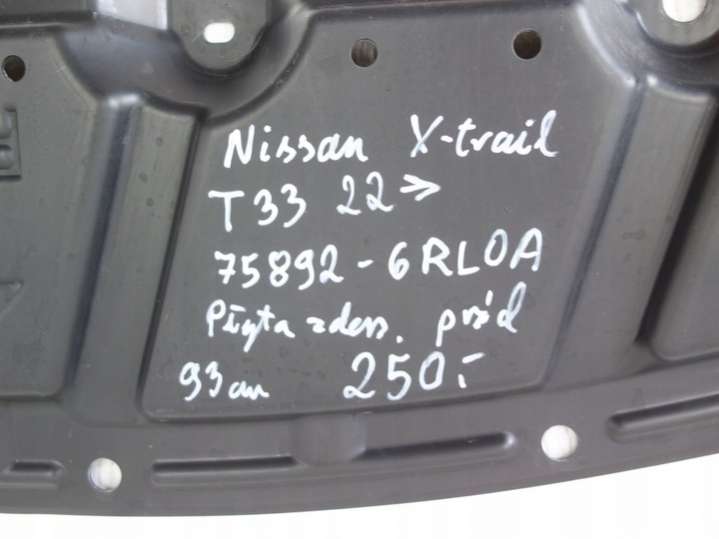 Nissan X-trail
T33 22>>
75892-6RL0A
Płyta zderz. przód
93cm 250.-